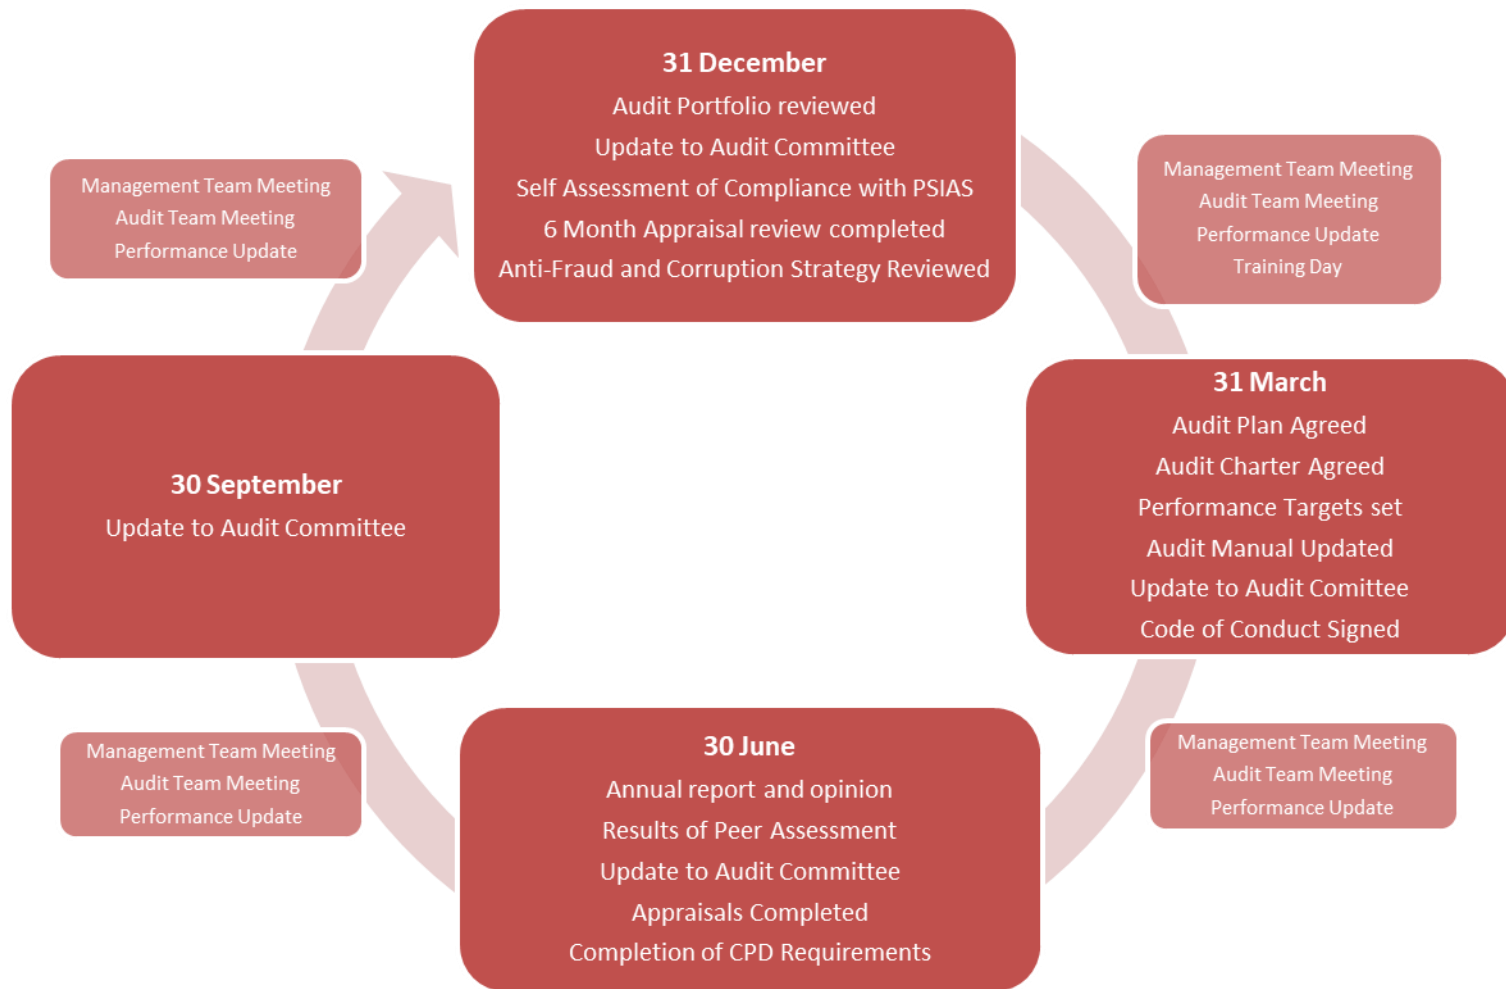 31 December
Audit Portfolio reviewed
Update to Audit Committee
Self Assessment of Compliance with PSIAS
6 Month Appraisal review completed
Anti-Fraud and Corruption Strategy Reviewed
Management Team Meeting
Audit Team Meeting
Performance Update
Training Day
31 March
Audit Plan Agreed
Audit Charter Agreed
Performance Targets set
Audit Manual Updated
Update to Audit Comittee
Code of Conduct Signed
Management Team Meeting
Audit Team Meeting
Performance Update
30 June
Annual report and opinion
Results of Peer Assessment
Update to Audit Committee
Appraisals Completed
Completion of CPD Requirements
Management Team Meeting
Audit Team Meeting
Performance Update
30 September
Update to Audit Committee
Management Team Meeting
Audit Team Meeting
Performance Update